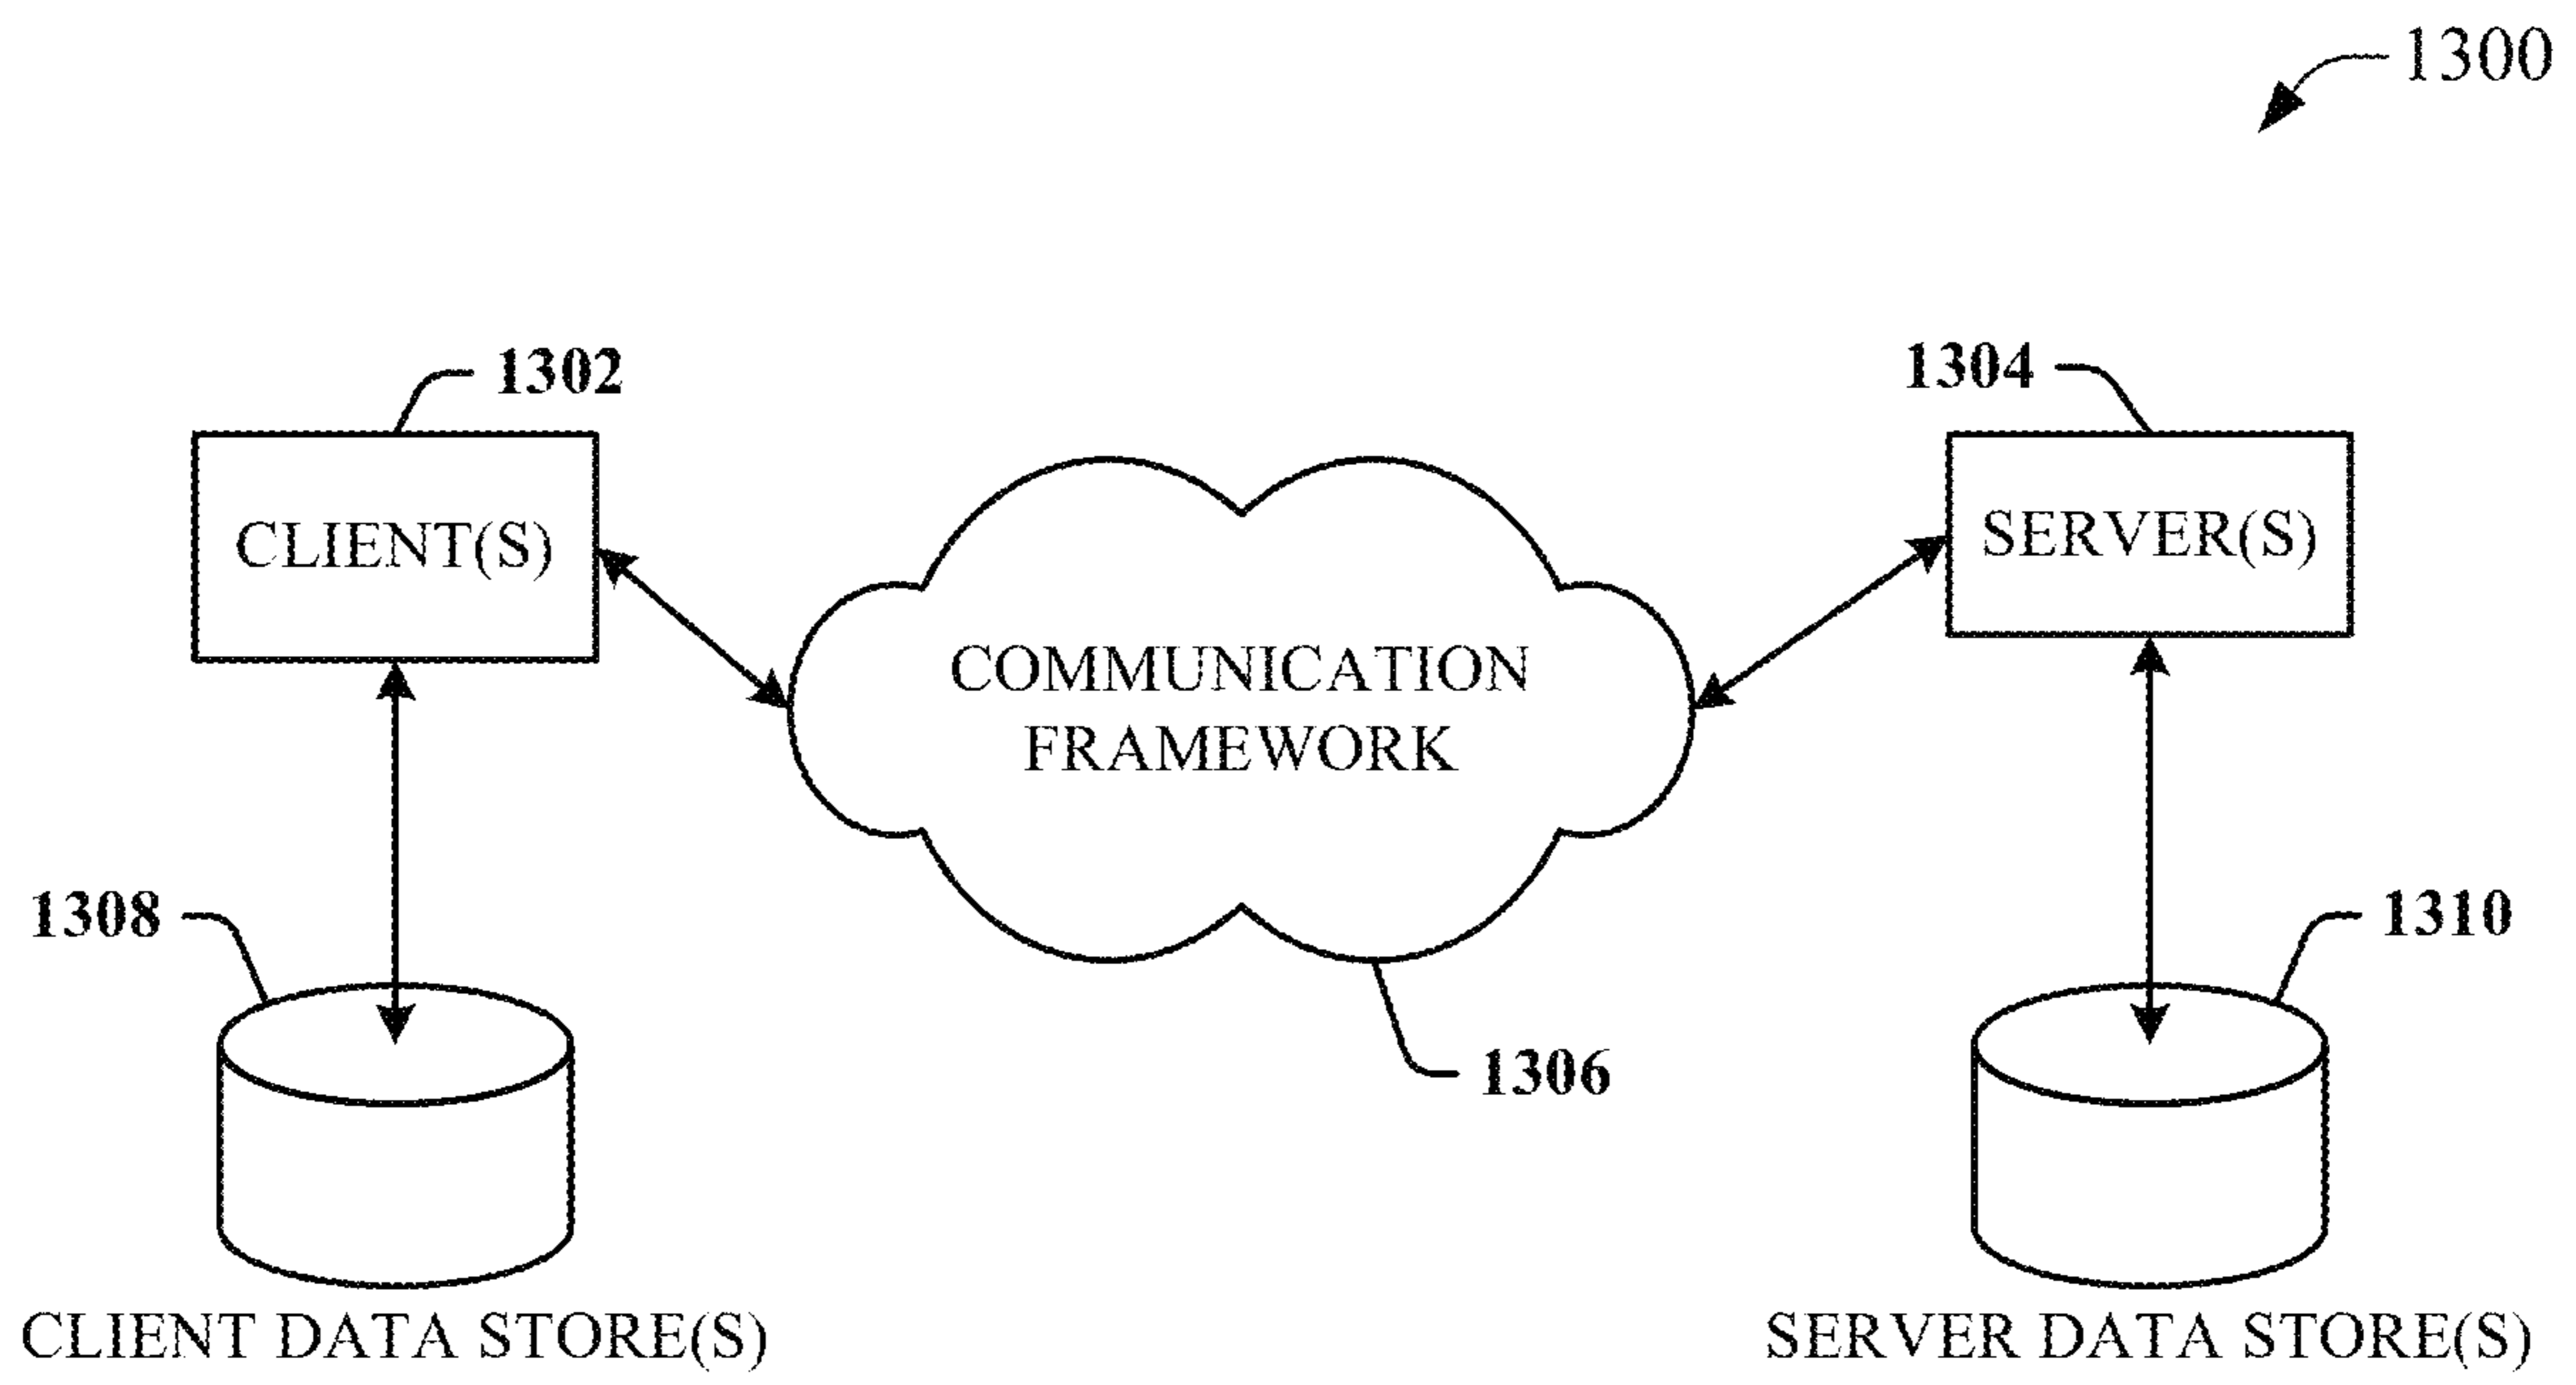 1300
1302
1304
CLIENT(S)
SERVER(S)
COMMUNICATION
FRAMEWORK
1308
1310
1306
CLIENT DATA STORE(S)
SERVER DATA STORE(S)